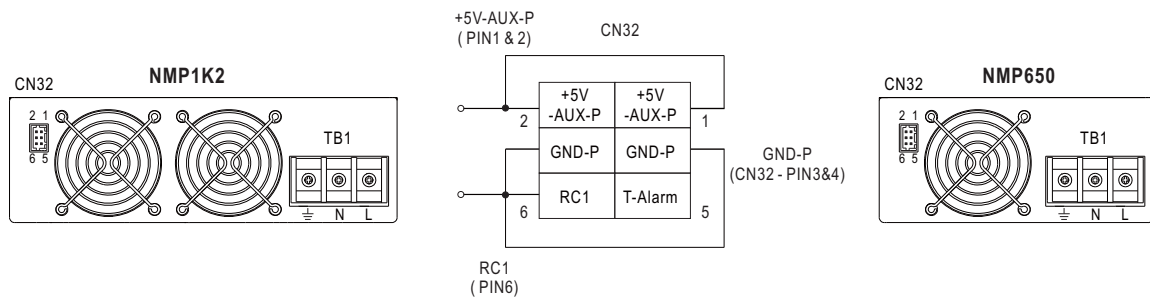 NMP1K2
CN32
2 1
6 5
TB1
⏚ N L
+5V-AUX-P
( PIN1 & 2)
CN32
+5V
-AUX-P
+5V
-AUX-P
2
1
GND-P
GND-P
RC1
T-Alarm
6
5
GND-P
(CN32 - PIN3&4)
RC1
( PIN6)
NMP650
CN32
2 1
6 5
TB1
⏚ N L